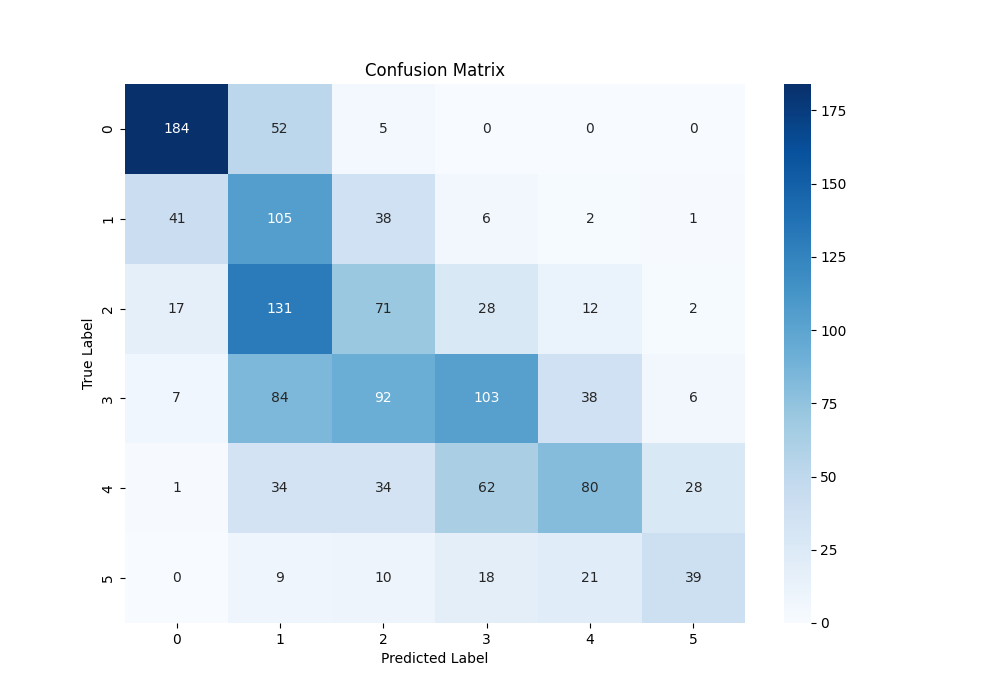 Confusion Matrix
0 184 52 5 0 0 0
1 41 105 38 6 2 1
2 17 131 71 28 12 2
3 7 84 92 103 38 6
4 1 34 34 62 80 28
5 0 9 10 18 21 39
0 1 2 3 4 5
Predicted Label
True Label
175
150
125
100
75
50
25
0